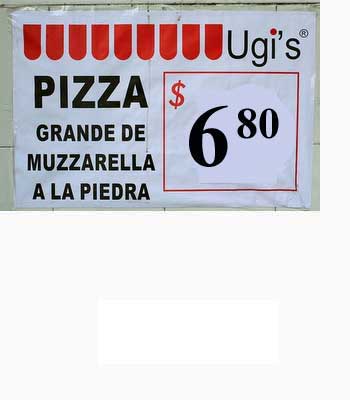 Ugi's®
PIZZA
GRANDE DE
MUZZARELLA
A LA PIEDRA
$ 6 80